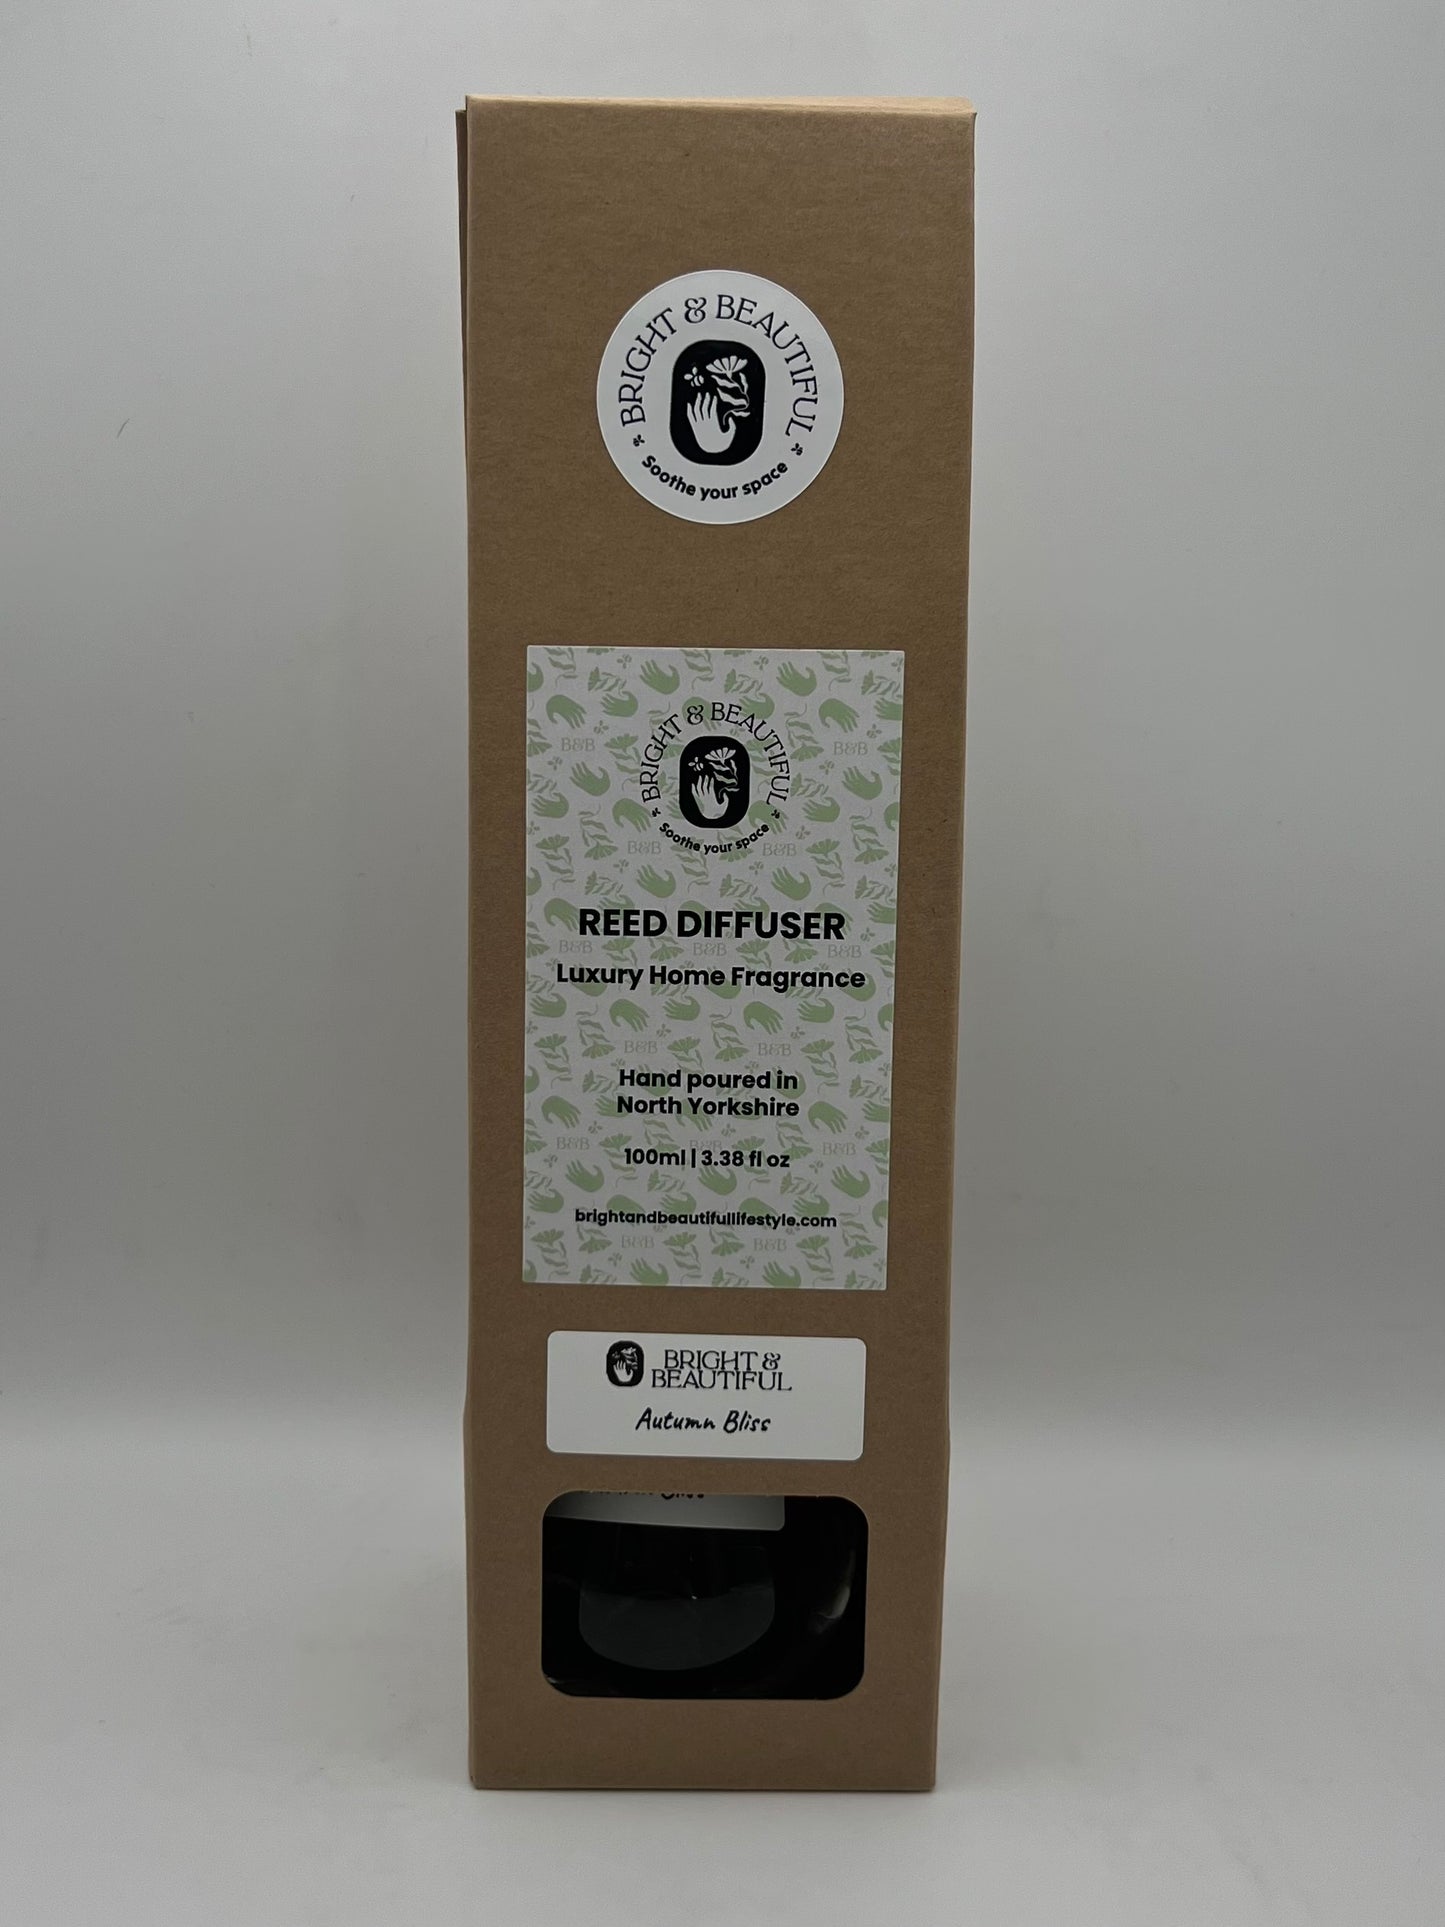 BRIGHT & BEAUTIFUL
Soothe your space
BRIGHT & BEAUTIFUL
Soothe your space
B&B B&B
B&B B&B
REED DIFFUSER
B&B B&B B&B
Luxury Home Fragrance
B&B B&B
Hand poured in
North Yorkshire
B&B B&B B&B
100ml | 3.38 fl oz
brightandbeautifullifestyle.com
B&B B&B
BRIGHT &
BEAUTIFUL
Autumn Bliss
Bliss